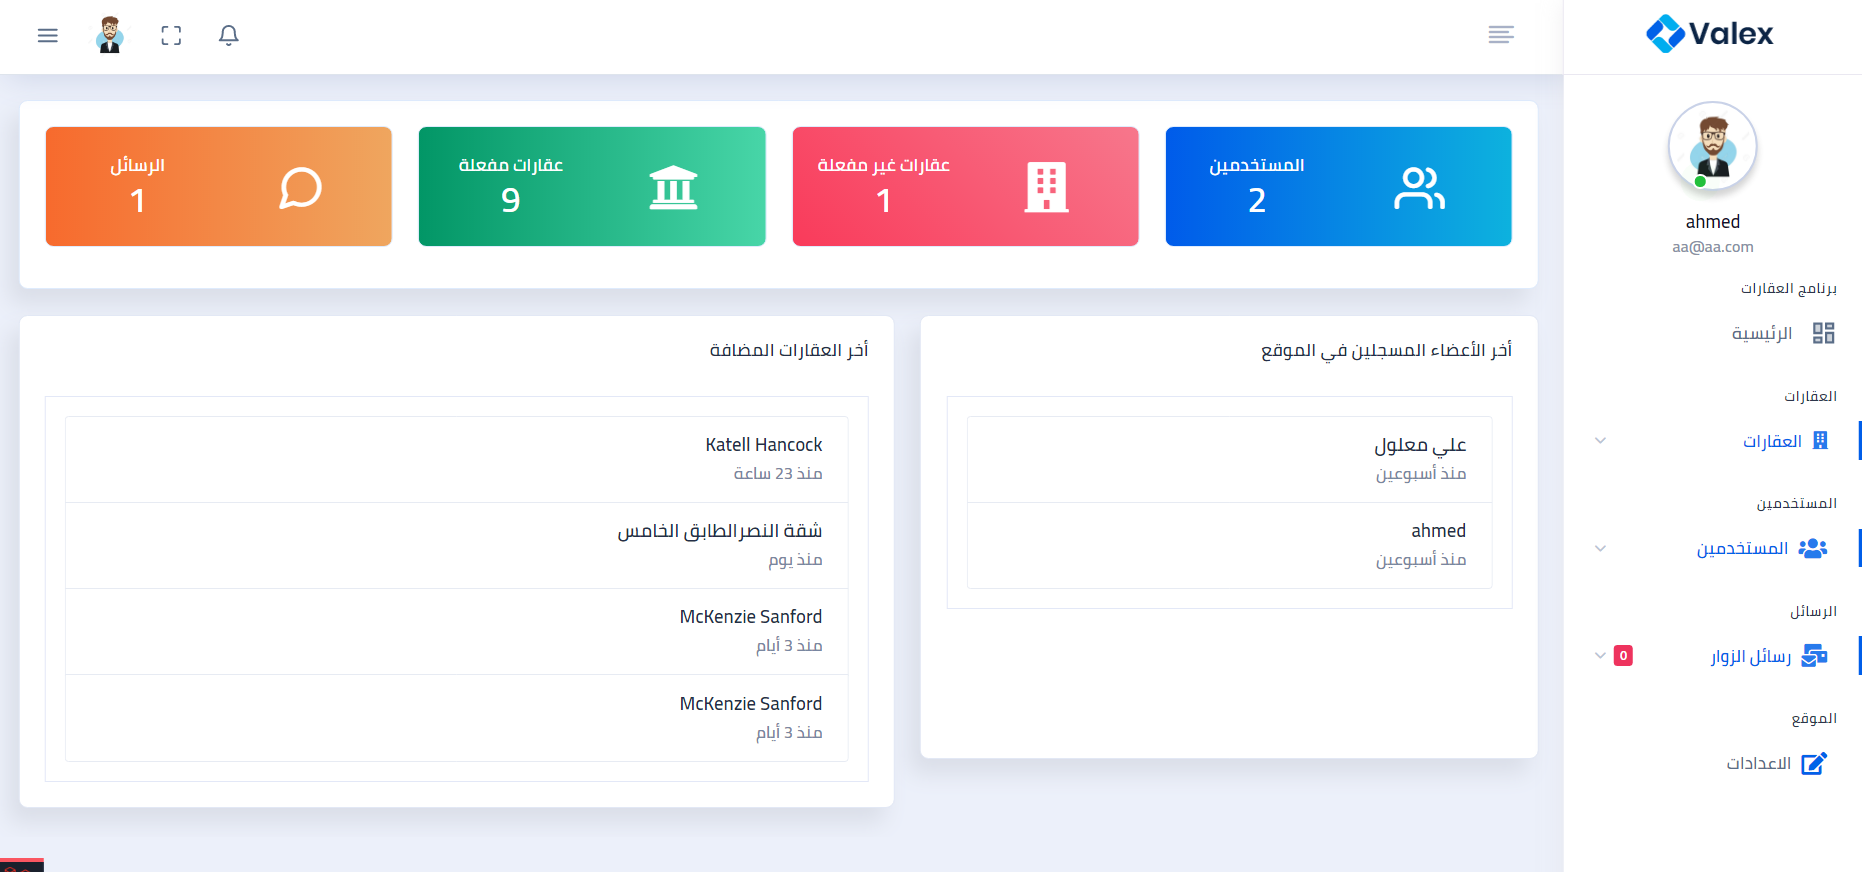 Valex
ahmed
aa@aa.com
برنامج العقارات
الرئيسية
العقارات
العقارات
المستخدمين
المستخدمين
الرسائل
رسائل الزوار
0
الموقع
الاعدادات
المستخدمين
2
عقارات غير مفعلة
1
عقارات مفعلة
9
الرسائل
1
أخر الأعضاء المسجلين في الموقع
علي معلول
منذ أسبوعين
ahmed
منذ أسبوعين
أخر العقارات المضافة
Katell Hancock
منذ 23 ساعة
شقة النصر الطابق الخامس
منذ يوم
McKenzie Sanford
منذ 3 أيام
McKenzie Sanford
منذ 3 أيام